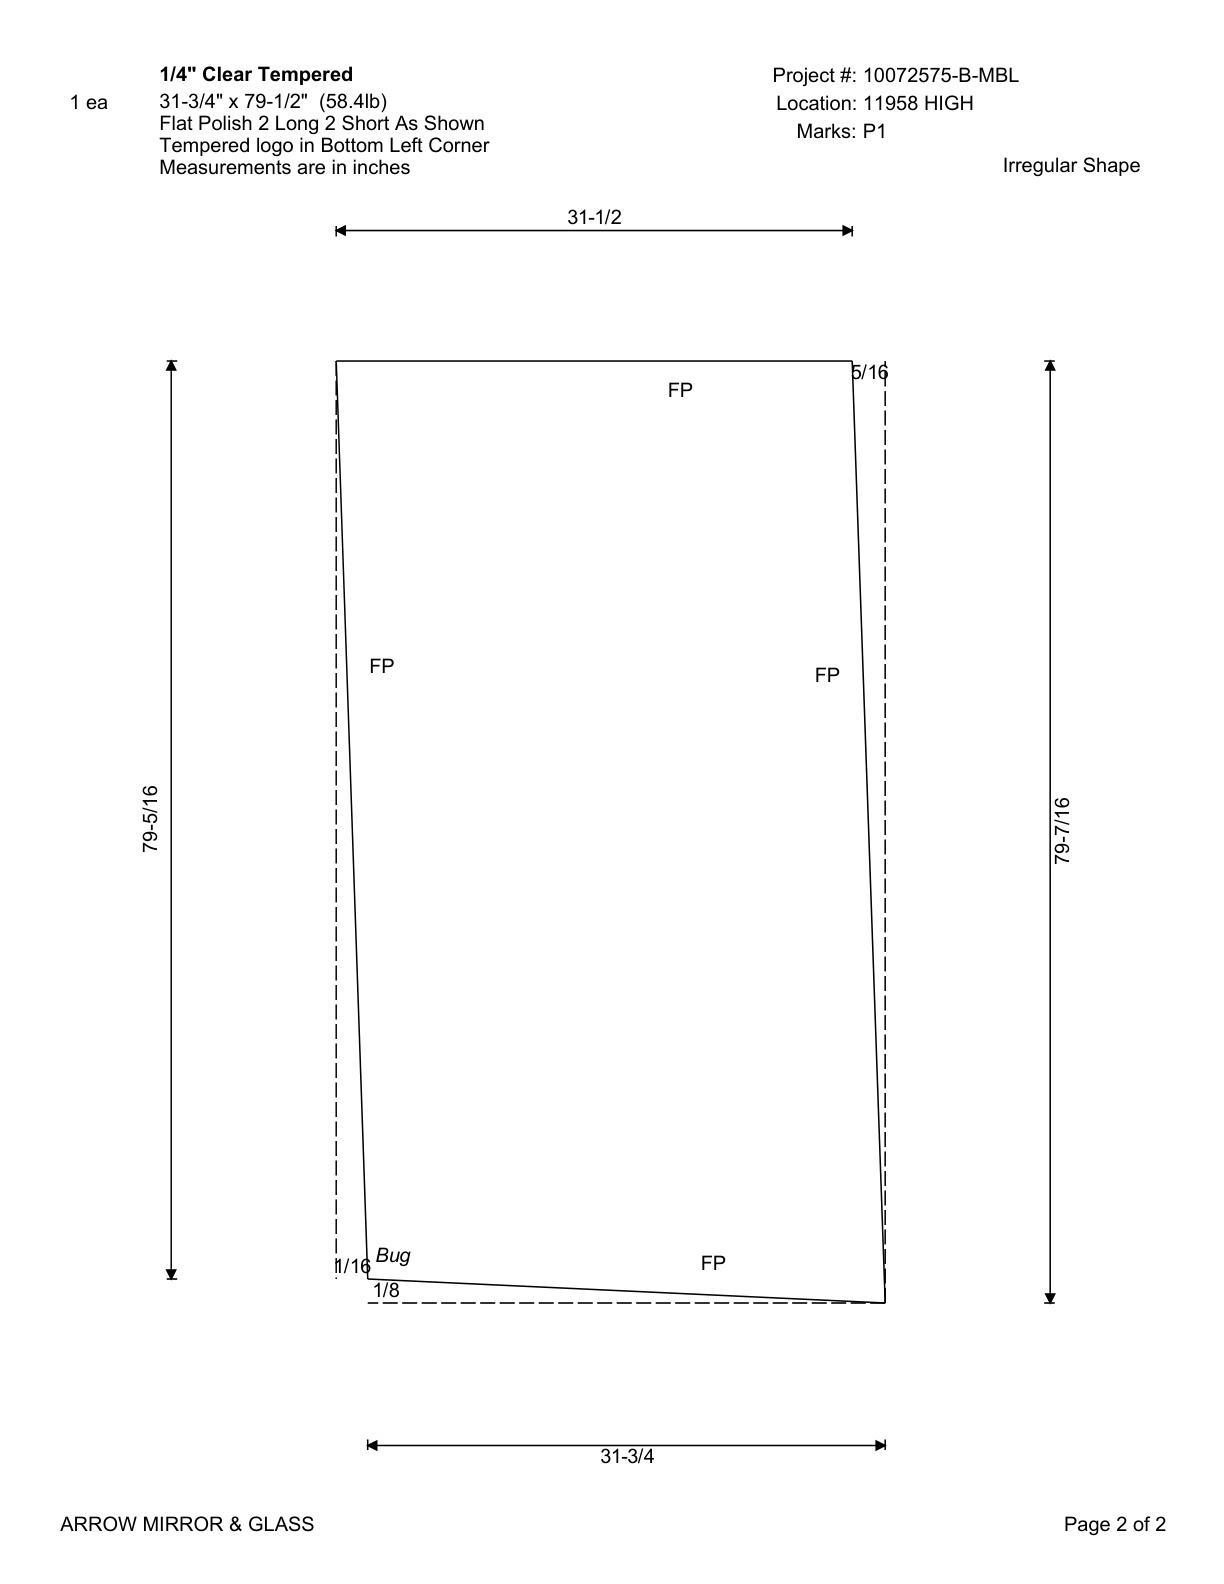 1/4" Clear Tempered
1 ea
31-3/4" x 79-1/2"  (58.4lb)
Flat Polish 2 Long 2 Short As Shown
Tempered logo in Bottom Left Corner
Measurements are in inches
Project #: 10072575-B-MBL
Location: 11958 HIGH
Marks: P1
Irregular Shape
31-1/2
5/16
FP
FP
FP
79-5/16
79-7/16
Bug
1/16
FP
1/8
31-3/4
ARROW MIRROR & GLASS
Page 2 of 2